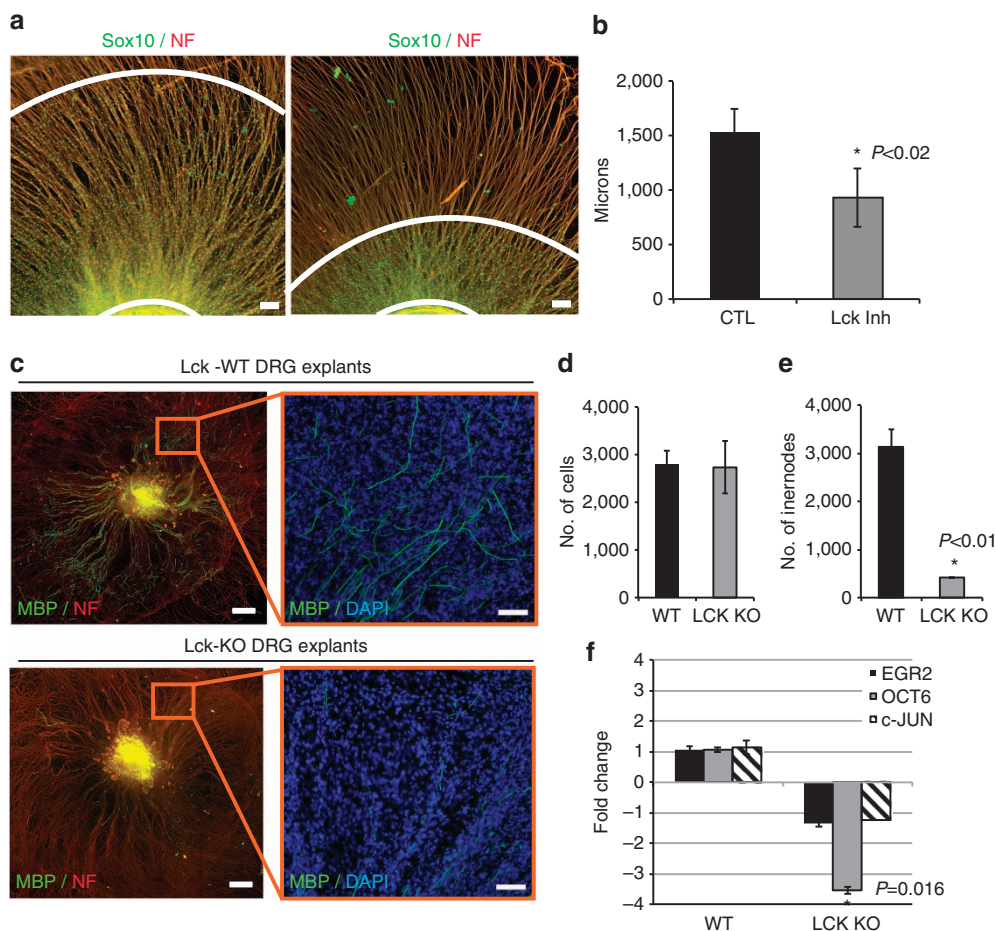 a
Sox10 / NF
Sox10 / NF
b
2,000
1,500
1,000
500
0
Microns
* P<0.02
CTL
Lck Inh
c
Lck -WT DRG explants
MBP / NF
MBP / DAPI
Lck-KO DRG explants
MBP / NF
MBP / DAPI
d
4,000
3,000
2,000
1,000
0
No. of cells
WT
LCK KO
e
4,000
3,000
2,000
1,000
0
No. of inernodes
P<0.01
*
WT
LCK KO
f
4
3
2
1
0
−1
−2
−3
−4
Fold change
EGR2
OCT6
c-JUN
P=0.016
*
WT
LCK KO